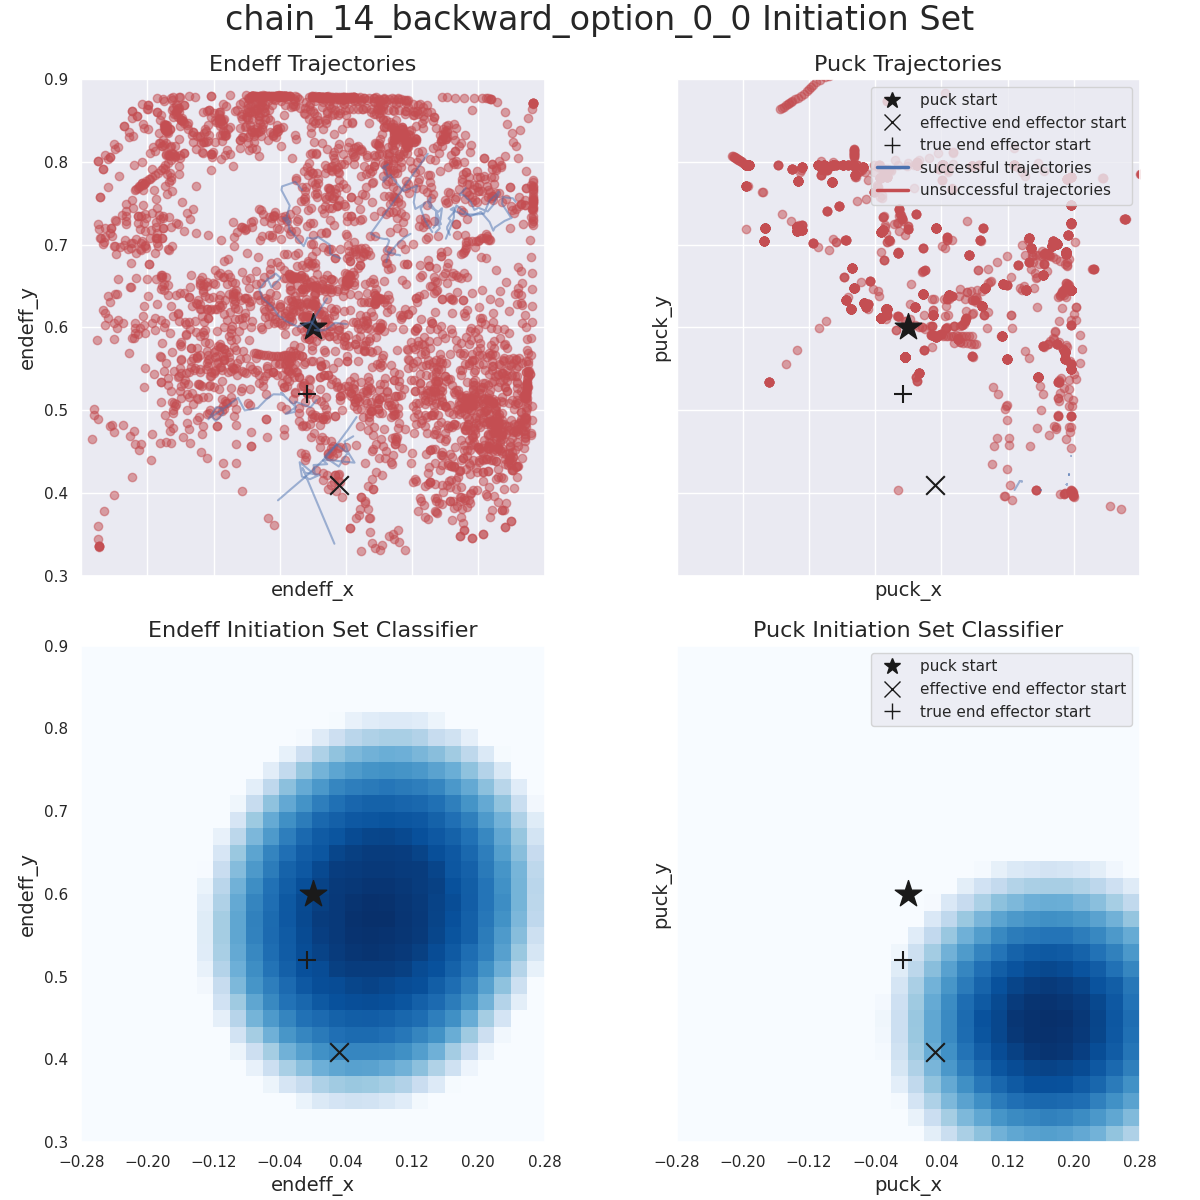 chain_14_backward_option_0_0 Initiation Set
Endeff Trajectories
Puck Trajectories
0.9
0.8
0.7
0.6
0.5
0.4
0.3
endeff_y
endeff_x
puck_y
puck_x
puck start
effective end effector start
true end effector start
successful trajectories
unsuccessful trajectories
Endeff Initiation Set Classifier
Puck Initiation Set Classifier
0.9
0.8
0.7
0.6
0.5
0.4
0.3
endeff_y
−0.28 −0.20 −0.12 −0.04 0.04 0.12 0.20 0.28
endeff_x
puck_y
puck start
effective end effector start
true end effector start
−0.28 −0.20 −0.12 −0.04 0.04 0.12 0.20 0.28
puck_x